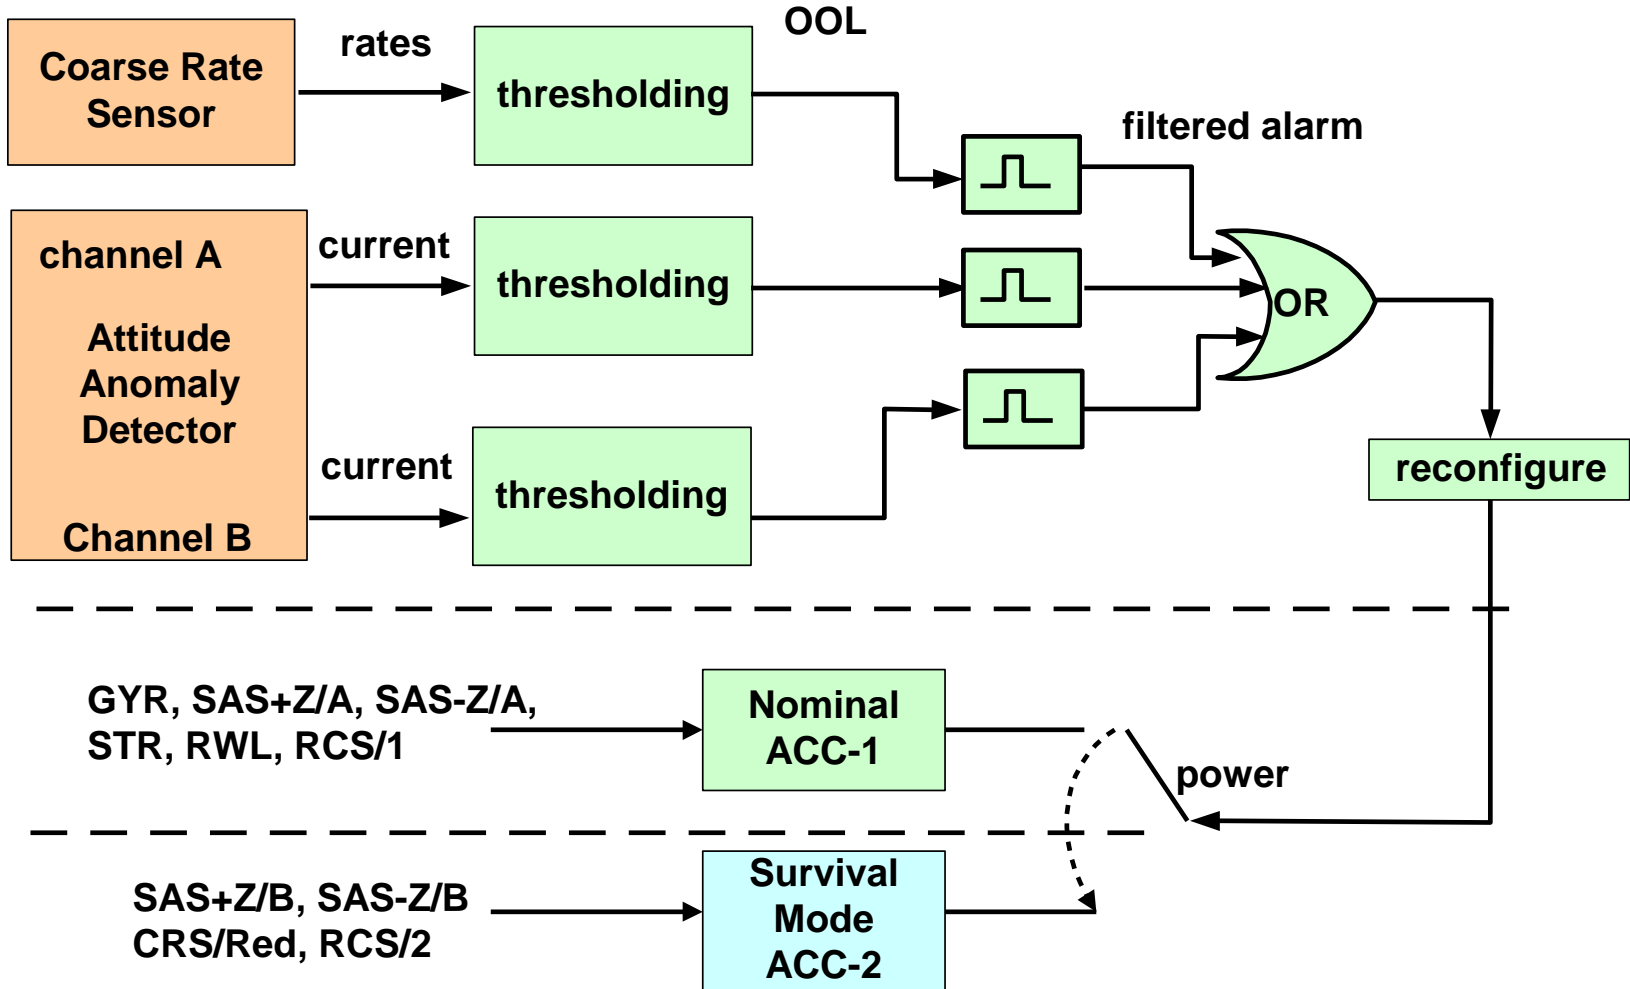 OOL
Coarse Rate
Sensor
rates
thresholding
filtered alarm
channel A
Attitude
Anomaly
Detector
Channel B
current
thresholding
current
thresholding
OR
reconfigure
GYR, SAS+Z/A, SAS-Z/A,
STR, RWL, RCS/1
Nominal
ACC-1
power
SAS+Z/B, SAS-Z/B
CRS/Red, RCS/2
Survival
Mode
ACC-2